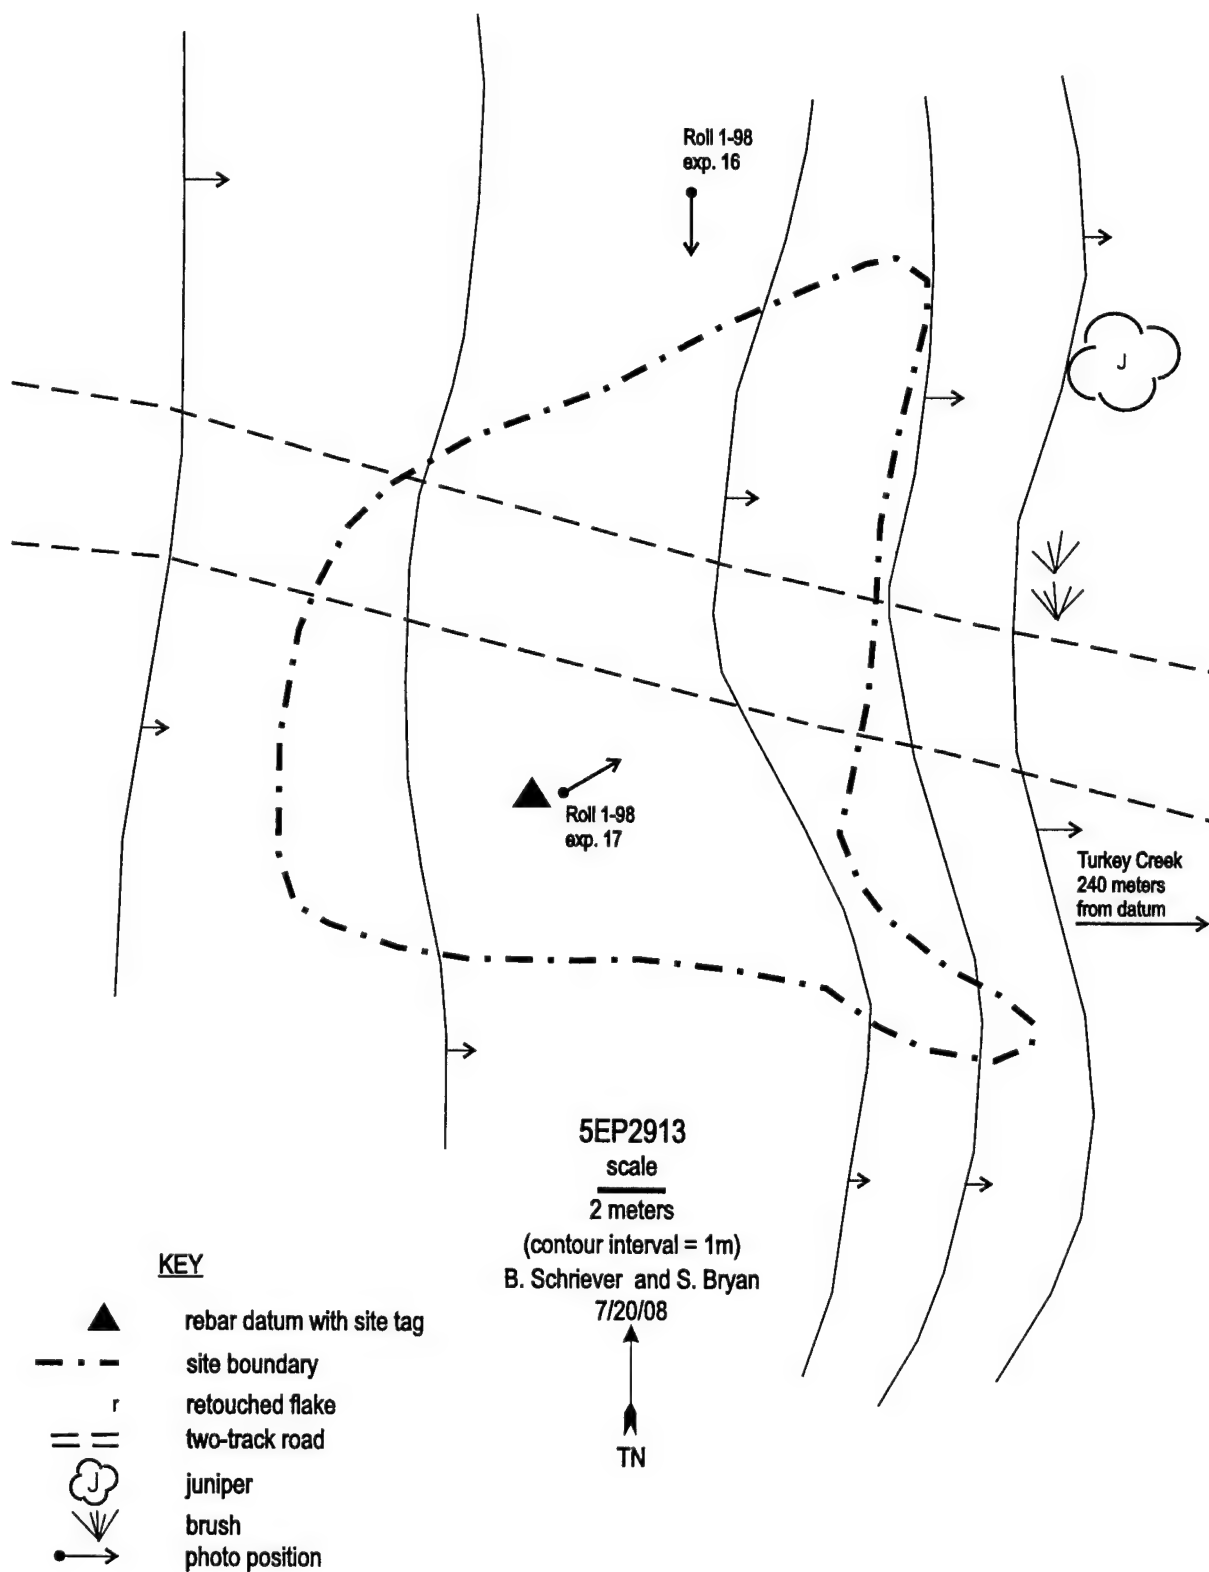 Roll 1-98
exp. 16
J
Roll 1-98
exp. 17
Turkey Creek
240 meters
from datum
5EP2913
scale
2 meters
(contour interval = 1m)
B. Schriever and S. Bryan
7/20/08
TN
KEY
rebar datum with site tag
site boundary
r retouched flake
two-track road
J juniper
brush
photo position